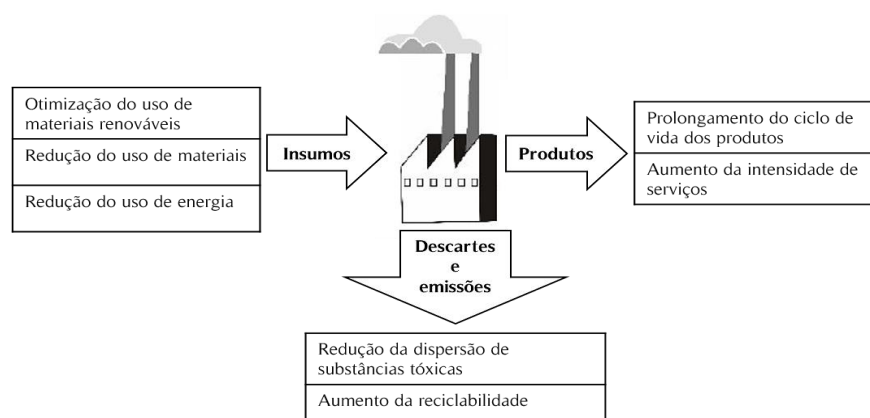 Otimização do uso de
materiais renováveis
Redução do uso de materiais
Redução do uso de energia
Insumos
Produtos
Prolongamento do ciclo de
vida dos produtos
Aumento da intensidade de
serviços
Descartes
e
emissões
Redução da dispersão de
substâncias tóxicas
Aumento da reciclabilidade